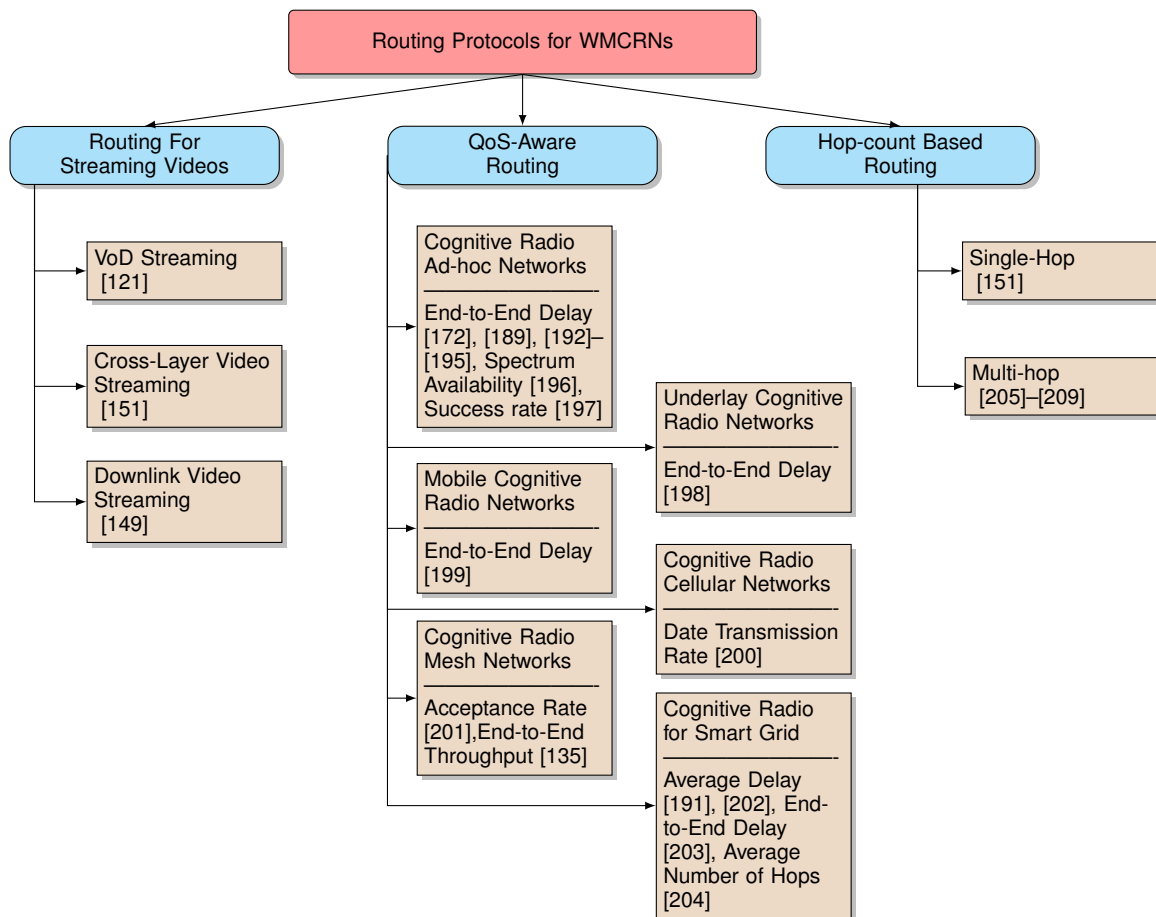 Routing Protocols for WMCRNs
Routing For
Streaming Videos
VoD Streaming
[121]
Cross-Layer Video
Streaming
[151]
Downlink Video
Streaming
[149]
QoS-Aware
Routing
Cognitive Radio
Ad-hoc Networks
End-to-End Delay
[172], [189], [192]–
[195], Spectrum
Availability [196],
Success rate [197]
Underlay Cognitive
Radio Networks
End-to-End Delay
[198]
Mobile Cognitive
Radio Networks
End-to-End Delay
[199]
Cognitive Radio
Cellular Networks
Date Transmission
Rate [200]
Cognitive Radio
Mesh Networks
Acceptance Rate
[201],End-to-End
Throughput [135]
Cognitive Radio
for Smart Grid
Average Delay
[191], [202], End-
to-End Delay
[203], Average
Number of Hops
[204]
Hop-count Based
Routing
Single-Hop
[151]
Multi-hop
[205]–[209]